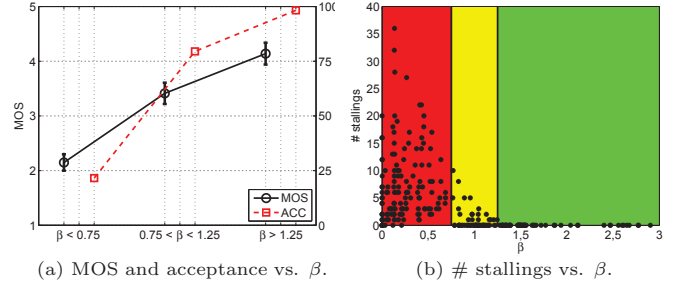 5
4
3
2
1
MOS
100
75
50
25
0
β < 0.75
0.75 < β < 1.25
β > 1.25
MOS
ACC
(a) MOS and acceptance vs. β.
40
35
30
25
20
15
10
5
0
# stallings
0
0.5
1
1.5
2
2.5
3
β
(b) # stallings vs. β.